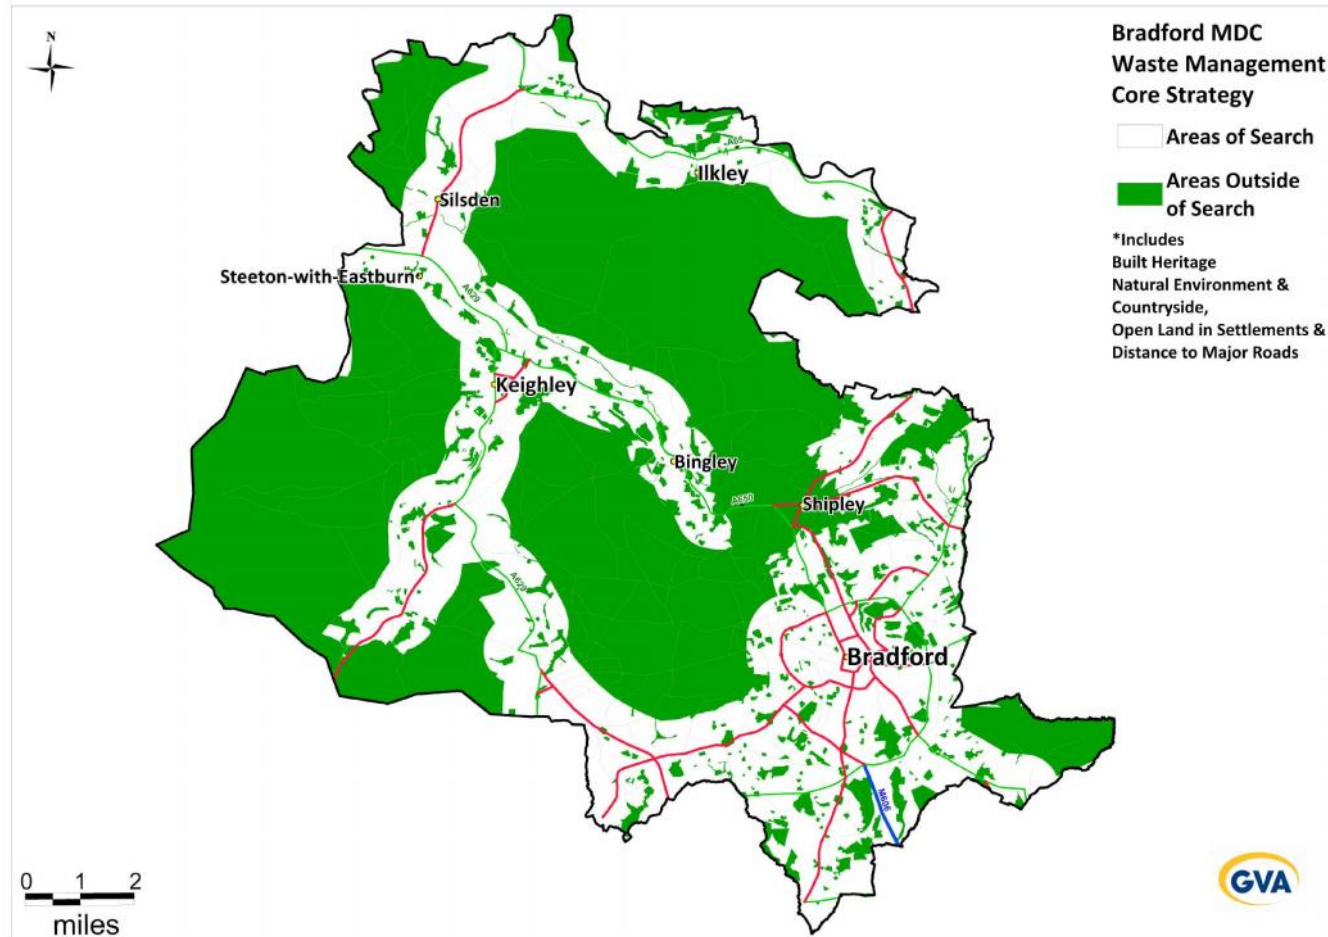 N
Bradford MDC
Waste Management
Core Strategy
Areas of Search
Areas Outside
of Search
*Includes
Built Heritage
Natural Environment &
Countryside,
Open Land in Settlements &
Distance to Major Roads
A65
Ilkley
Silsden
Steeton-with-Eastburn
A629
Keighley
Bingley
A650
Shipley
A629
Bradford
M606
0 1 2
miles
GVA